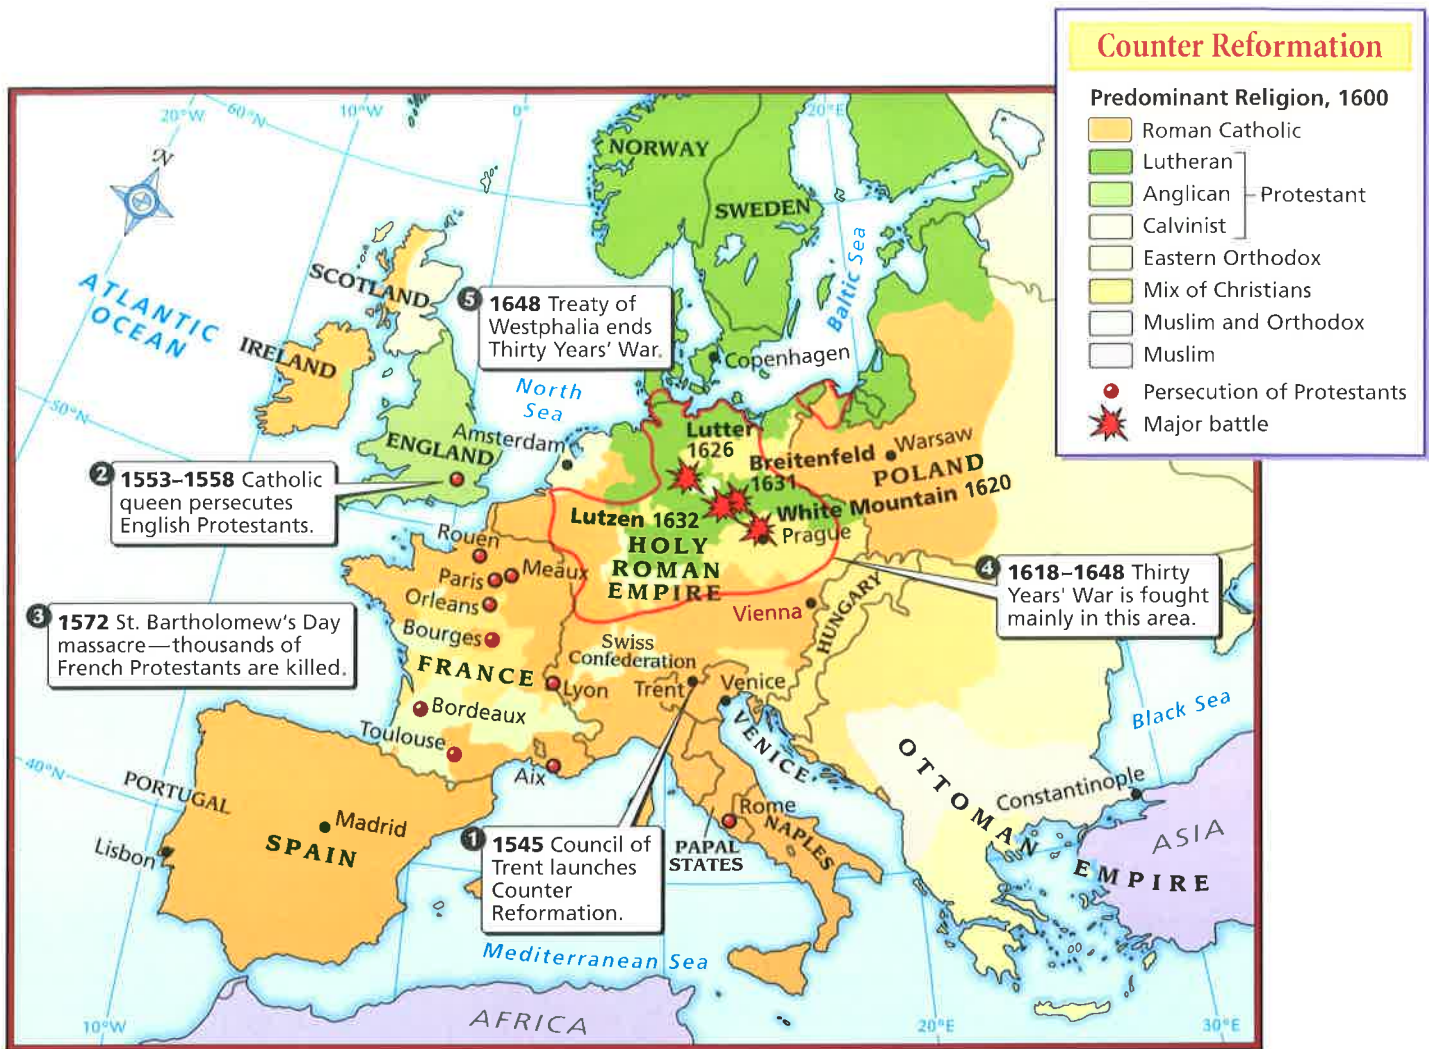 Counter Reformation
Predominant Religion, 1600
Roman Catholic
Lutheran
Anglican
Protestant
Calvinist
Eastern Orthodox
Mix of Christians
Muslim and Orthodox
Muslim
Persecution of Protestants
Major battle
20°W
60°N
10°W
0°
20°E
N
NORWAY
SWEDEN
ATLANTIC
OCEAN
SCOTLAND
Baltic Sea
5 1648 Treaty of
Westphalia ends
Thirty Years' War.
IRELAND
Copenhagen
North
Sea
50°N
Amsterdam
ENGLAND
Lutter
1626
Breitenfeld
1631
Warsaw
POLAND
2 1553–1558 Catholic
queen persecutes
English Protestants.
White Mountain 1620
Lutzen 1632
Prague
Rouen
HOLY
ROMAN
EMPIRE
Paris
Meaux
Orleans
4 1618–1648 Thirty
Years' War is fought
mainly in this area.
3 1572 St. Bartholomew's Day
massacre—thousands of
French Protestants are killed.
Vienna
HUNGARY
Bourges
Swiss
Confederation
FRANCE
Lyon
Trent
Venice
Bordeaux
Black Sea
Toulouse
VENICE
Aix
40°N
PORTUGAL
OTTOMAN
EMPIRE
Constantinople
Madrid
Rome
Lisbon
SPAIN
1 1545 Council of
Trent launches
Counter
Reformation.
PAPAL
STATES
NAPLES
ASIA
Mediterranean Sea
AFRICA
10°W
20°E
30°E